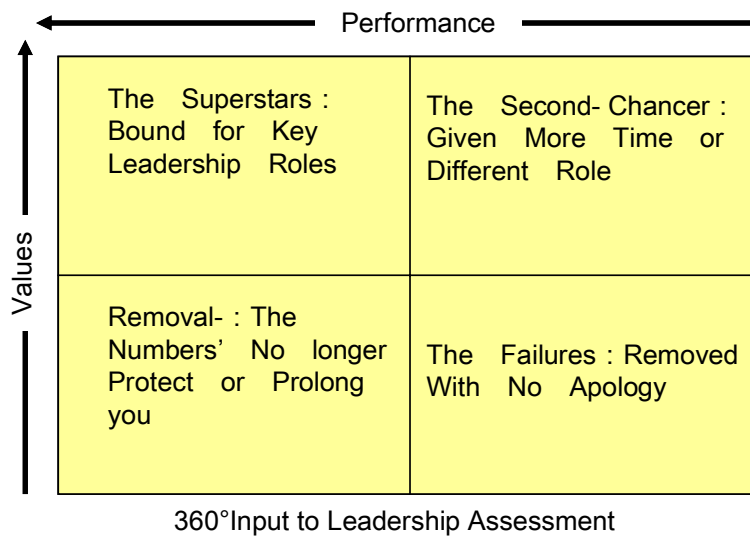 Performance
Values
The Superstars :
Bound for Key
Leadership Roles
The Second- Chancer :
Given More Time or
Different Role
Removal- : The
Numbers’ No longer
Protect or Prolong
you
The Failures : Removed
With No Apology
360°Input to Leadership Assessment